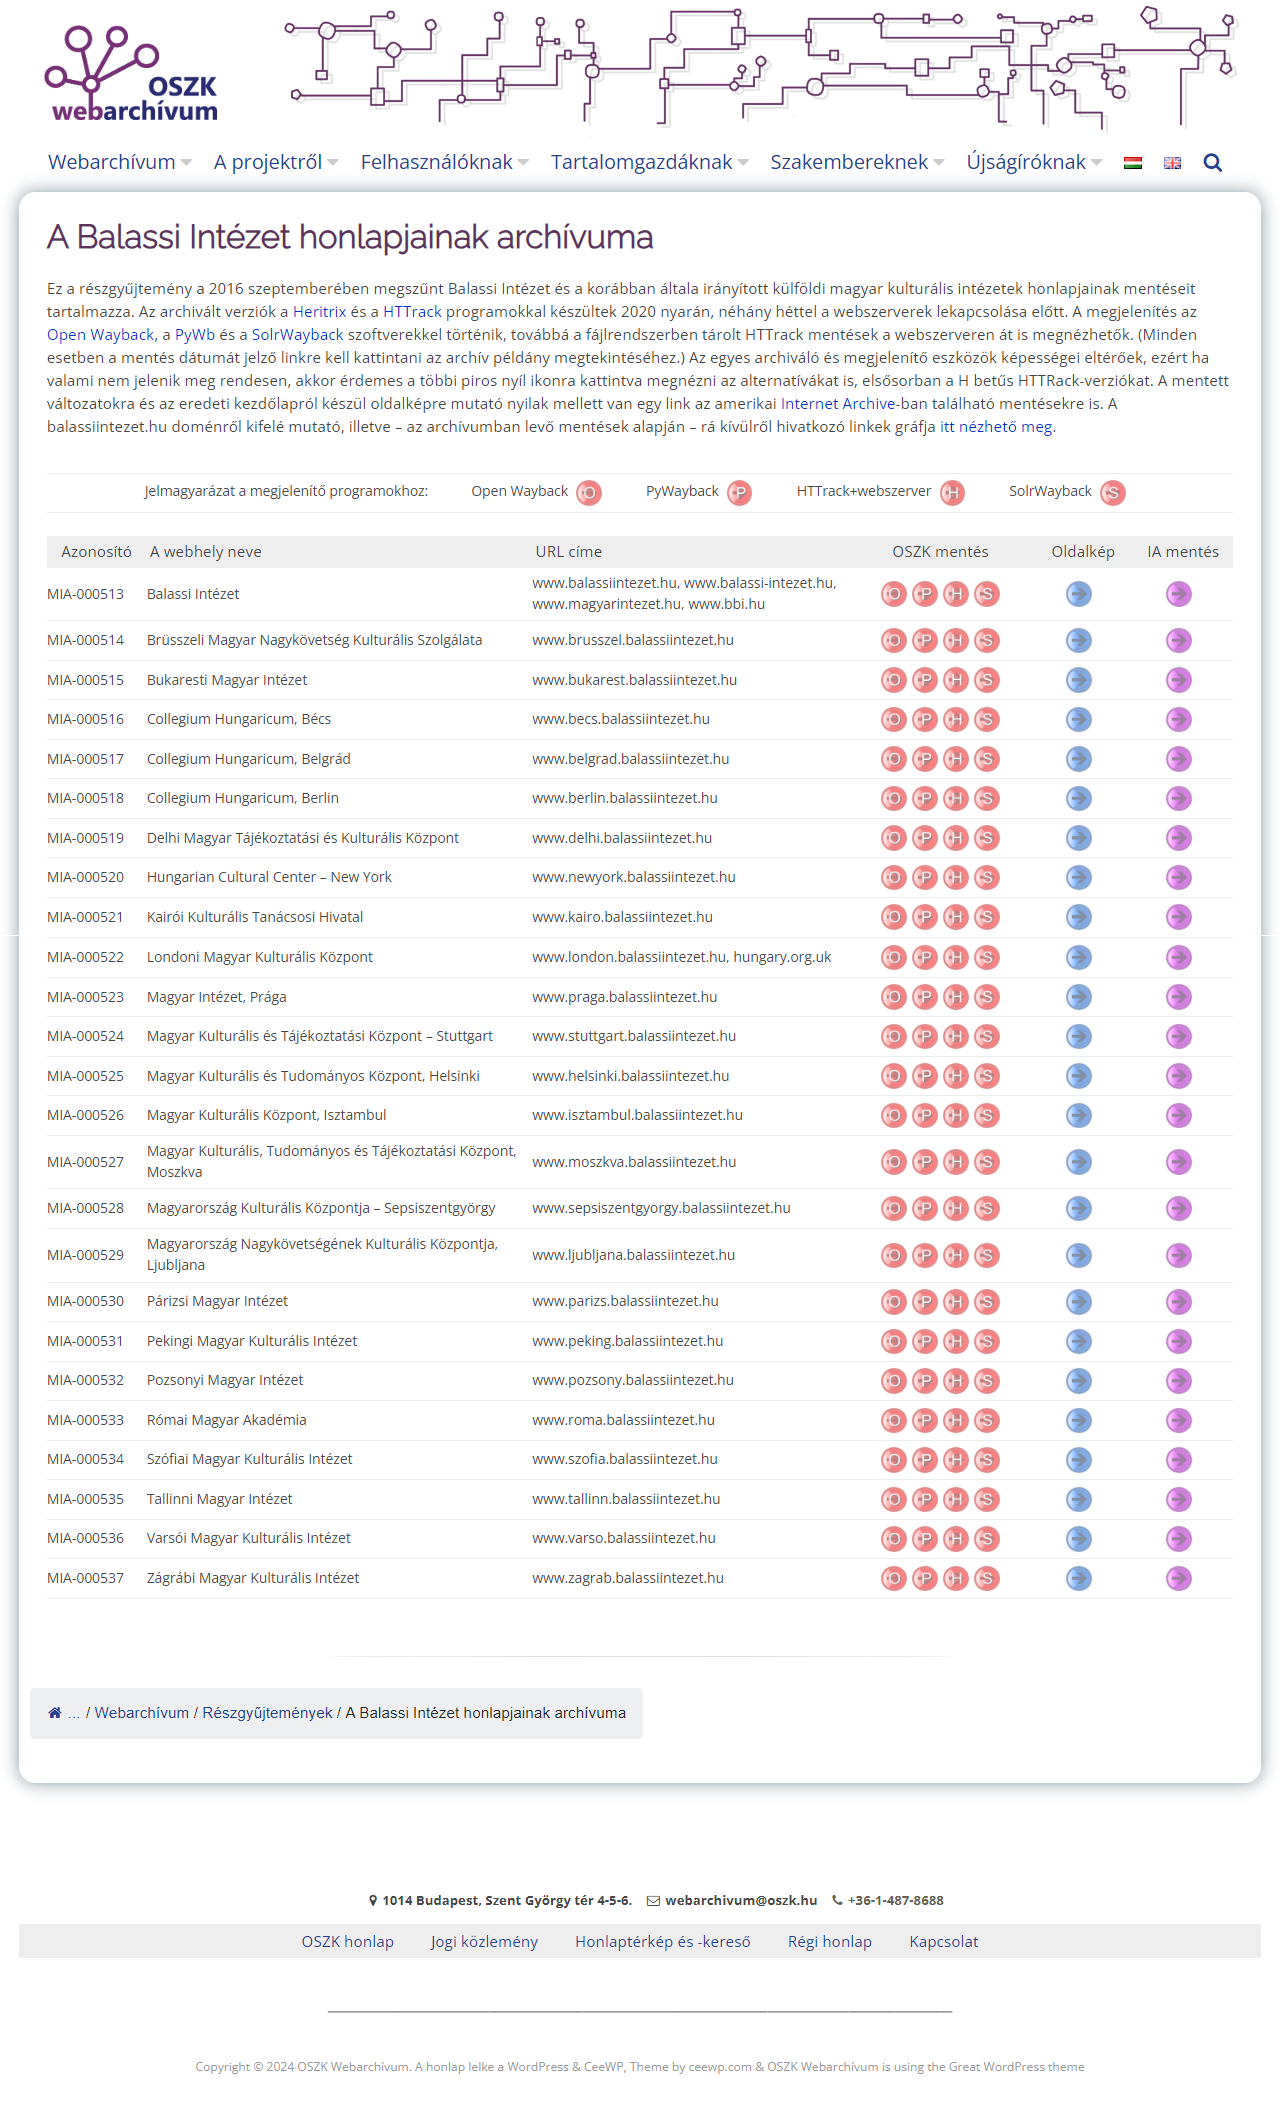 OSZK
webarchívum
Webarchívum A projektről Felhasználóknak Tartalomgazdáknak Szakembereknek Újságíróknak
A Balassi Intézet honlapjainak archívuma
Ez a részgyűjtemény a 2016 szeptemberében megszűnt Balassi Intézet és a korábban általa irányított külföldi magyar kulturális intézetek honlapjainak mentéseit
tartalmazza. Az archivált verziók a Heritrix és a HTTrack programokkal készültek 2020 nyarán, néhány héttel a webszerverek lekapcsolása előtt. A megjelenítés az
Open Wayback, a PyWb és a SolrWayback szoftverekkel történik, továbbá a fájlrendszerben tárolt HTTrack mentések a webszerveren át is megnézhetők. (Minden
esetben a mentés dátumát jelző linkre kell kattintani az archív példány megtekintéséhez.) Az egyes archiváló és megjelenítő eszközök képességei eltérőek, ezért ha
valami nem jelenik meg rendesen, akkor érdemes a többi piros nyíl ikonra kattintva megnézni az alternatívákat is, elsősorban a H betűs HTTRack-verziókat. A mentett
változatokra és az eredeti kezdőlapról készül oldalképre mutató nyilak mellett van egy link az amerikai Internet Archive-ban található mentésekre is. A
balassiintezet.hu doménről kifelé mutató, illetve – az archívumban levő mentések alapján – rá kívülről hivatkozó linkek gráfja itt nézhető meg.
Jelmagyarázat a megjelenítő programokhoz: Open Wayback O PyWayback P HTTrack+webszerver H SolrWayback S
Azonosító A webhely neve URL címe OSZK mentés Oldalkép IA mentés
MIA-000513 Balassi Intézet www.balassiintezet.hu, www.balassi-intezet.hu, O P H S
www.magyarintezet.hu, www.bbi.hu
MIA-000514 Brüsszeli Magyar Nagykövetség Kulturális Szolgálata www.brusszel.balassiintezet.hu O P H S
MIA-000515 Bukaresti Magyar Intézet www.bukarest.balassiintezet.hu O P H S
MIA-000516 Collegium Hungaricum, Bécs www.becs.balassiintezet.hu O P H S
MIA-000517 Collegium Hungaricum, Belgrád www.belgrad.balassiintezet.hu O P H S
MIA-000518 Collegium Hungaricum, Berlin www.berlin.balassiintezet.hu O P H S
MIA-000519 Delhi Magyar Tájékoztatási és Kulturális Központ www.delhi.balassiintezet.hu O P H S
MIA-000520 Hungarian Cultural Center – New York www.newyork.balassiintezet.hu O P H S
MIA-000521 Kairói Kulturális Tanácsosi Hivatal www.kairo.balassiintezet.hu O P H S
MIA-000522 Londoni Magyar Kulturális Központ www.london.balassiintezet.hu, hungary.org.uk O P H S
MIA-000523 Magyar Intézet, Prága www.praga.balassiintezet.hu O P H S
MIA-000524 Magyar Kulturális és Tájékoztatási Központ – Stuttgart www.stuttgart.balassiintezet.hu O P H S
MIA-000525 Magyar Kulturális és Tudományos Központ, Helsinki www.helsinki.balassiintezet.hu O P H S
MIA-000526 Magyar Kulturális Központ, Isztambul www.isztambul.balassiintezet.hu O P H S
MIA-000527 Magyar Kulturális, Tudományos és Tájékoztatási Központ, www.moszkva.balassiintezet.hu O P H S
Moszkva
MIA-000528 Magyarország Kulturális Központja – Sepsiszentgyörgy www.sepsiszentgyorgy.balassiintezet.hu O P H S
MIA-000529 Magyarország Nagykövetségének Kulturális Központja, www.ljubljana.balassiintezet.hu O P H S
Ljubljana
MIA-000530 Párizsi Magyar Intézet www.parizs.balassiintezet.hu O P H S
MIA-000531 Pekingi Magyar Kulturális Intézet www.peking.balassiintezet.hu O P H S
MIA-000532 Pozsonyi Magyar Intézet www.pozsony.balassiintezet.hu O P H S
MIA-000533 Római Magyar Akadémia www.roma.balassiintezet.hu O P H S
MIA-000534 Szófiai Magyar Kulturális Intézet www.szofia.balassiintezet.hu O P H S
MIA-000535 Tallinni Magyar Intézet www.tallinn.balassiintezet.hu O P H S
MIA-000536 Varsói Magyar Kulturális Intézet www.varso.balassiintezet.hu O P H S
MIA-000537 Zágrábi Magyar Kulturális Intézet www.zagrab.balassiintezet.hu O P H S
... / Webarchívum / Részgyűjtemények / A Balassi Intézet honlapjainak archívuma
1014 Budapest, Szent György tér 4-5-6. webarchivum@oszk.hu +36-1-487-8688
OSZK honlap Jogi közlemény Honlaptérkép és -kereső Régi honlap Kapcsolat
Copyright © 2024 OSZK Webarchívum. A honlap lelke a WordPress & CeeWP, Theme by ceewp.com & OSZK Webarchívum is using the Great WordPress theme